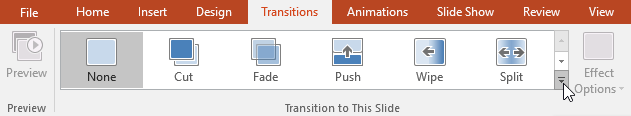 File Home Insert Design Transitions Animations Slide Show Review View
Preview None Cut Fade Push Wipe Split Effect
Options
Preview Transition to This Slide